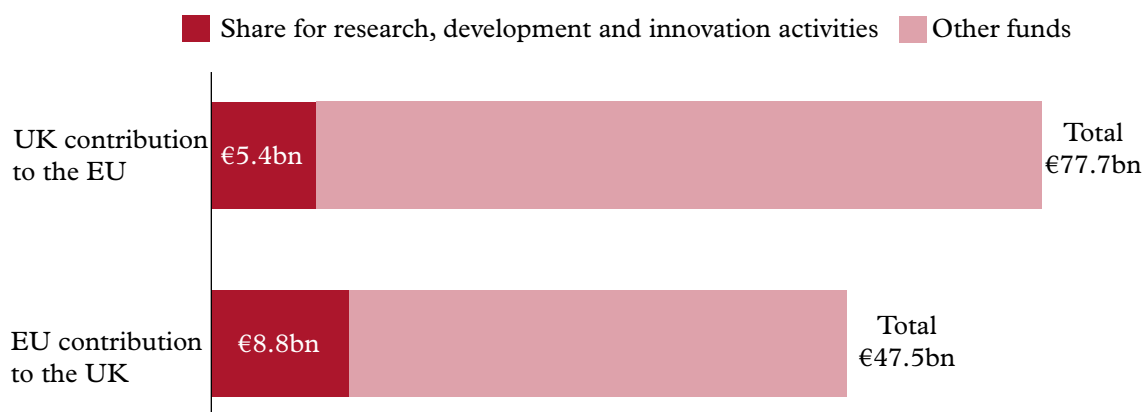 Share for research, development and innovation activities
Other funds
UK contribution
to the EU
€5.4bn
Total
€77.7bn
EU contribution
to the UK
€8.8bn
Total
€47.5bn